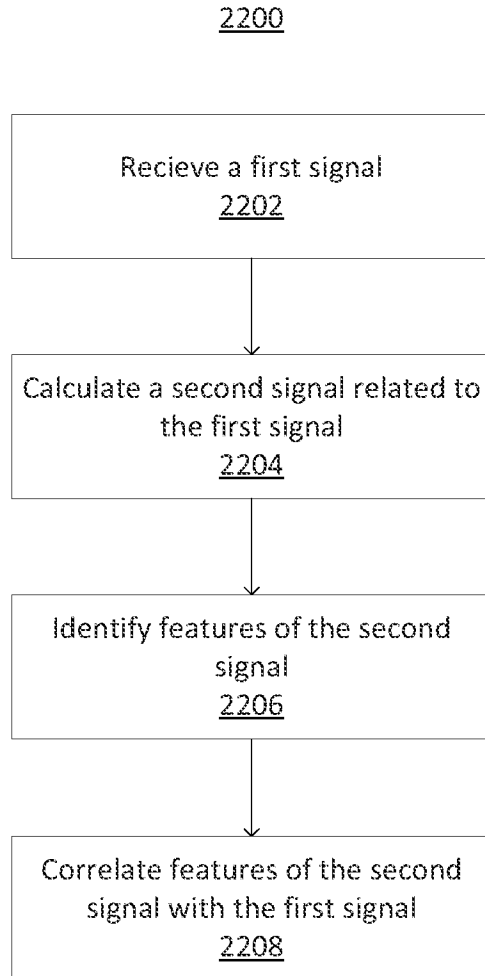 2200
Recieve a first signal
2202
Calculate a second signal related to
the first signal
2204
Identify features of the second
signal
2206
Correlate features of the second
signal with the first signal
2208